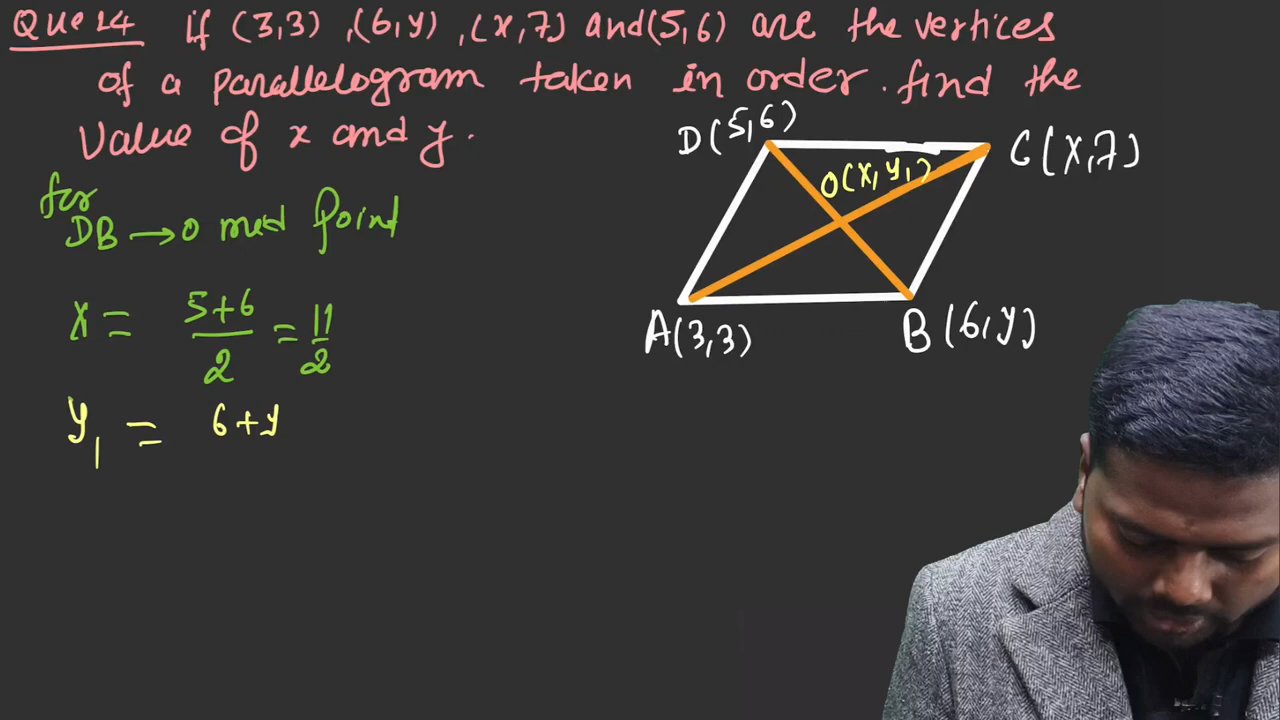 Que 14 If (3,3) ,(6,y) ,(x,7) and(5,6) are the vertices
of a parallelogram taken in order. find the
value of x and y.
D(5,6)
C(x,7)
O(x,y₁)
A(3,3)
B(6,y)
for
DB → O mid Point
x = 5+6/2 = 11/2
y₁ = 6+y